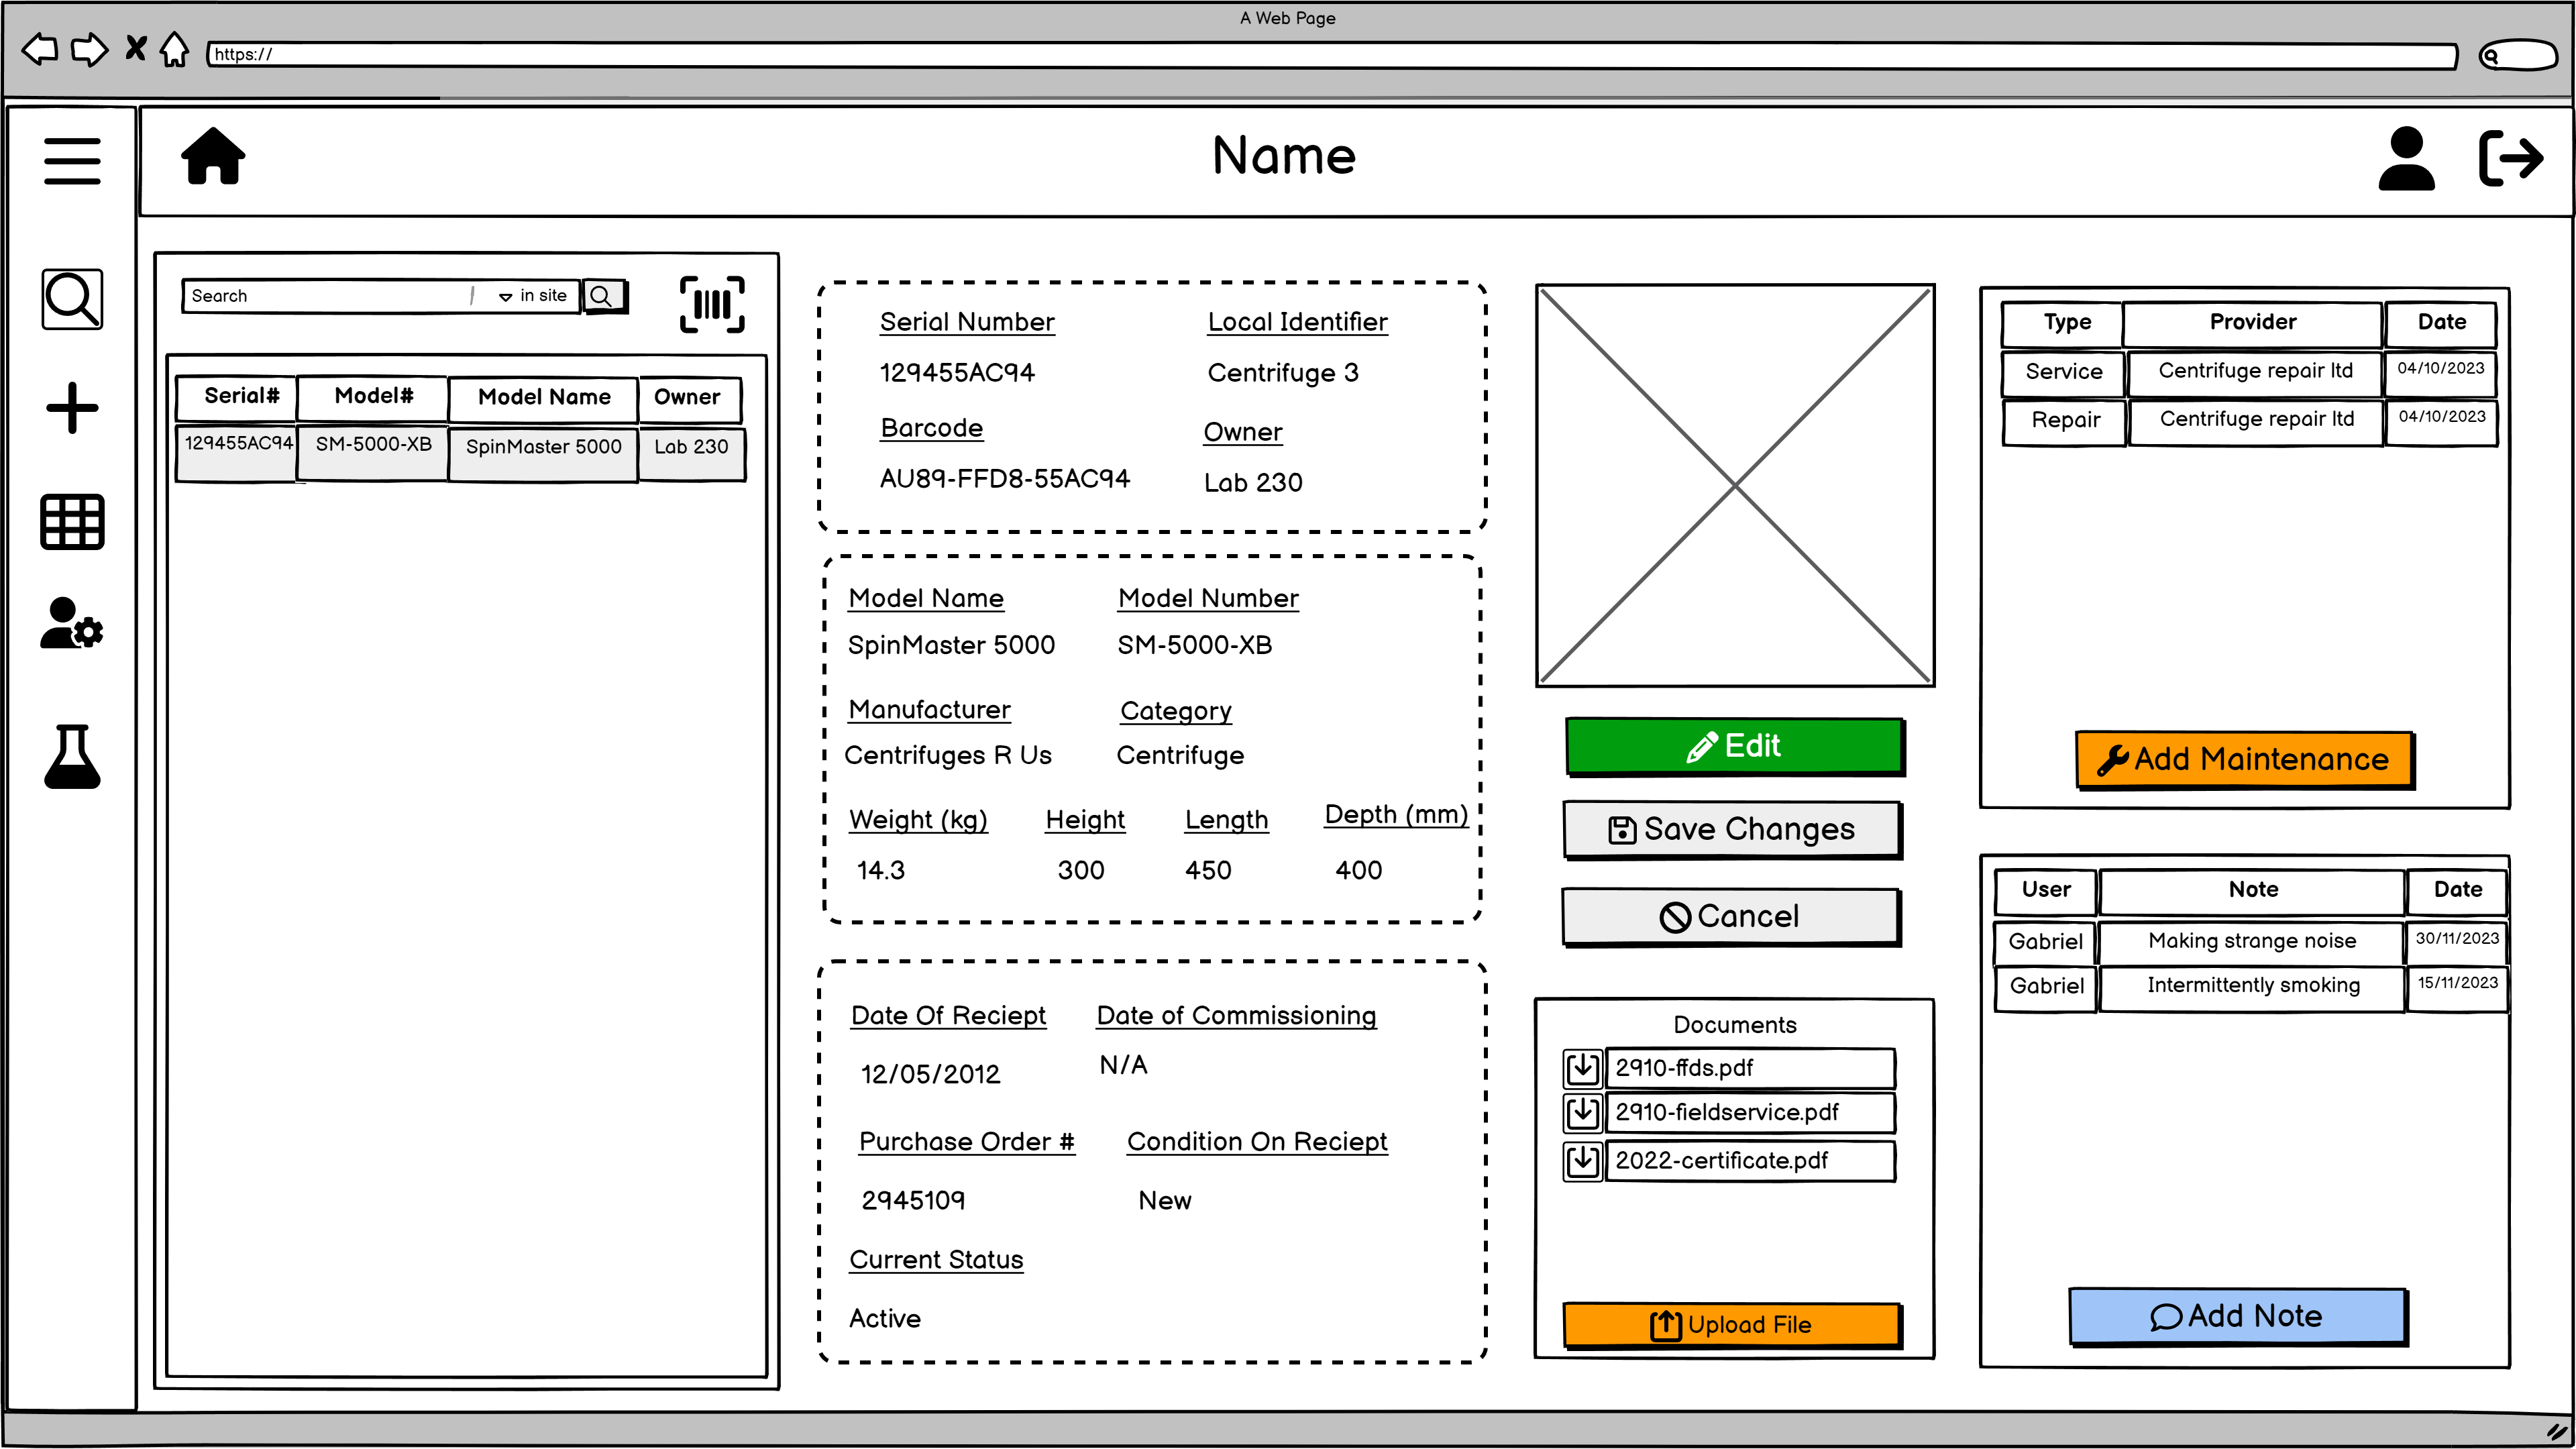 A Web Page
https://
Name
Search
in site
Serial# Model# Model Name Owner
129455AC94 SM-5000-XB SpinMaster 5000 Lab 230
Serial Number Local Identifier
129455AC94 Centrifuge 3
Barcode Owner
AU89-FFD8-55AC94 Lab 230
Model Name Model Number
SpinMaster 5000 SM-5000-XB
Manufacturer Category
Centrifuges R Us Centrifuge
Weight (kg) Height Length Depth (mm)
14.3 300 450 400
Date Of Reciept Date of Commissioning
12/05/2012 N/A
Purchase Order # Condition On Reciept
2945109 New
Current Status
Active
Edit
Save Changes
Cancel
Documents
2910-ffds.pdf
2910-fieldservice.pdf
2022-certificate.pdf
Upload File
Type Provider Date
Service Centrifuge repair ltd 04/10/2023
Repair Centrifuge repair ltd 04/10/2023
Add Maintenance
User Note Date
Gabriel Making strange noise 30/11/2023
Gabriel Intermittently smoking 15/11/2023
Add Note